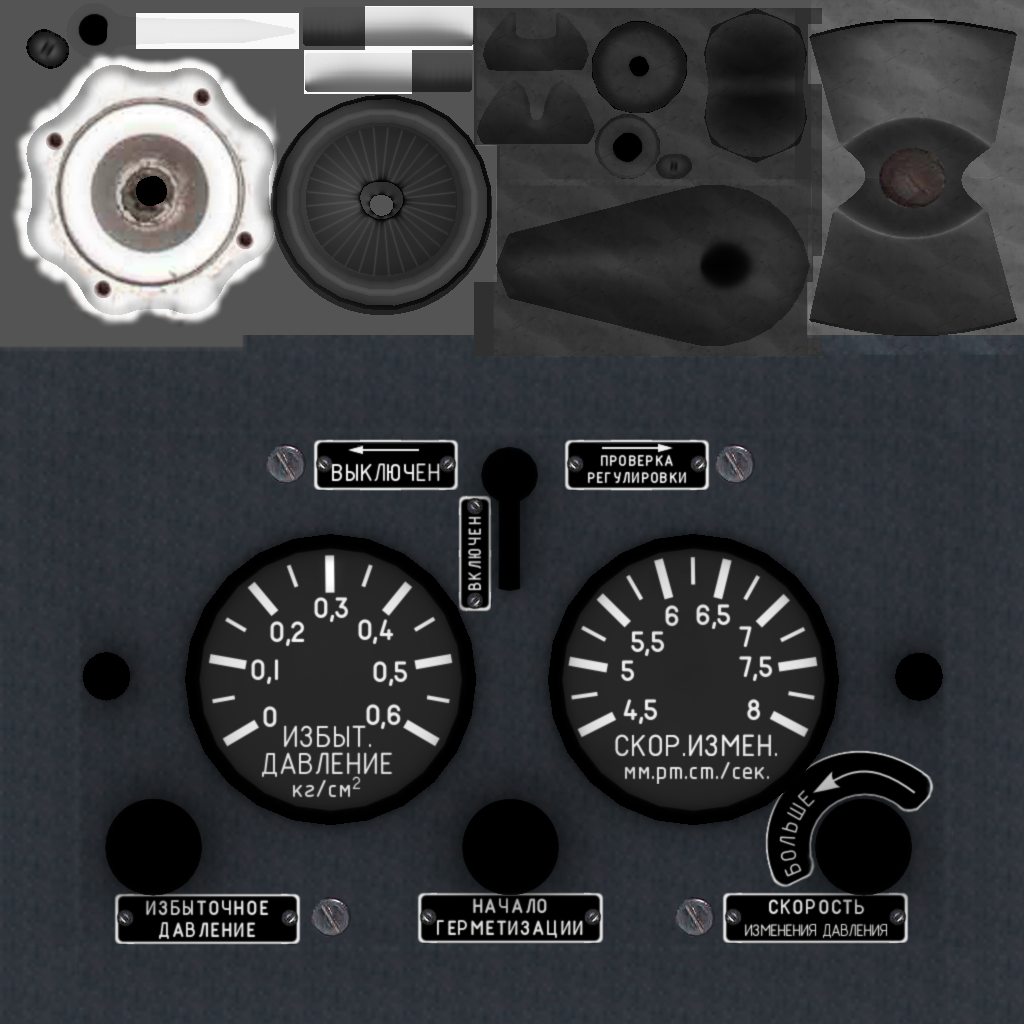 ВЫКЛЮЧЕН
ПРОВЕРКА
РЕГУЛИРОВКИ
ВКЛЮЧЕН
0
0,1
0,2
0,3
0,4
0,5
0,6
ИЗБЫТ.
ДАВЛЕНИЕ
кг/см²
4,5
5
5,5
6
6,5
7
7,5
8
СКОР.ИЗМЕН.
мм.рт.ст./сек.
БОЛЬШЕ
ИЗБЫТОЧНОЕ
ДАВЛЕНИЕ
НАЧАЛО
ГЕРМЕТИЗАЦИИ
СКОРОСТЬ
ИЗМЕНЕНИЯ ДАВЛЕНИЯ